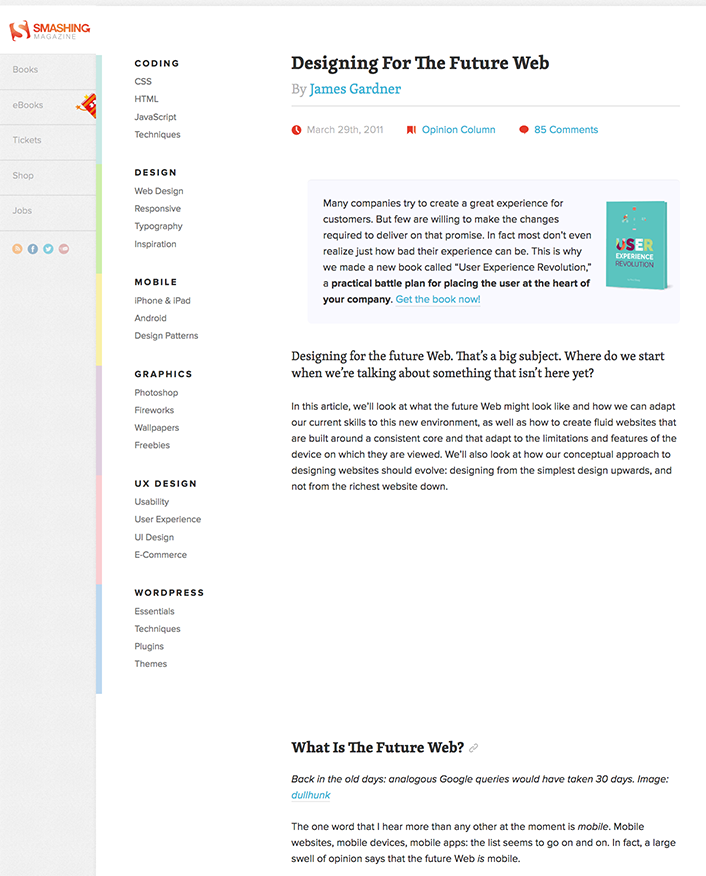 SMASHING
MAGAZINE
Books
eBooks
Tickets
Shop
Jobs
CODING
CSS
HTML
JavaScript
Techniques
DESIGN
Web Design
Responsive
Typography
Inspiration
MOBILE
iPhone & iPad
Android
Design Patterns
GRAPHICS
Photoshop
Fireworks
Wallpapers
Freebies
UX DESIGN
Usability
User Experience
UI Design
E-Commerce
WORDPRESS
Essentials
Techniques
Plugins
Themes
Designing For The Future Web
By James Gardner
March 29th, 2011 Opinion Column 85 Comments
Many companies try to create a great experience for
customers. But few are willing to make the changes
required to deliver on that promise. In fact most don’t even
realize just how bad their experience can be. This is why
we made a new book called “User Experience Revolution,”
a practical battle plan for placing the user at the heart of
your company. Get the book now!
USER
EXPERIENCE
REVOLUTION
Designing for the future Web. That’s a big subject. Where do we start
when we’re talking about something that isn’t here yet?
In this article, we’ll look at what the future Web might look like and how we can adapt
our current skills to this new environment, as well as how to create fluid websites that
are built around a consistent core and that adapt to the limitations and features of the
device on which they are viewed. We’ll also look at how our conceptual approach to
designing websites should evolve: designing from the simplest design upwards, and
not from the richest website down.
What Is The Future Web?
Back in the old days: analogous Google queries would have taken 30 days. Image:
dullhunk
The one word that I hear more than any other at the moment is mobile. Mobile
websites, mobile devices, mobile apps: the list seems to go on and on. In fact, a large
swell of opinion says that the future Web is mobile.